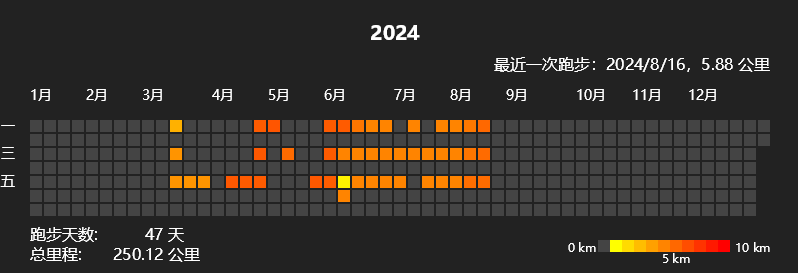 2024
最近一次跑步：2024/8/16，5.88 公里
1月 2月 3月 4月 5月 6月 7月 8月 9月 10月 11月 12月
一
三
五
跑步天数: 47 天
总里程: 250.12 公里
0 km 10 km
5 km